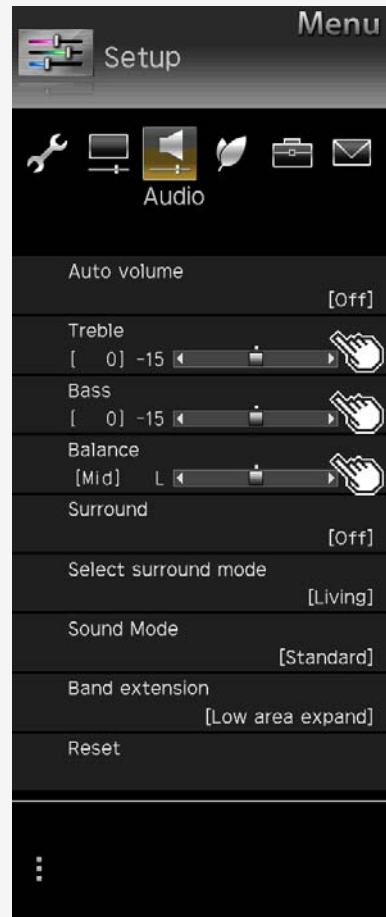 Menu
Setup
Audio
Auto volume
[Off]
Treble
[ 0] -15
Bass
[ 0] -15
Balance
[Mid] L
Surround
[Off]
Select surround mode
[Living]
Sound Mode
[Standard]
Band extension
[Low area expand]
Reset